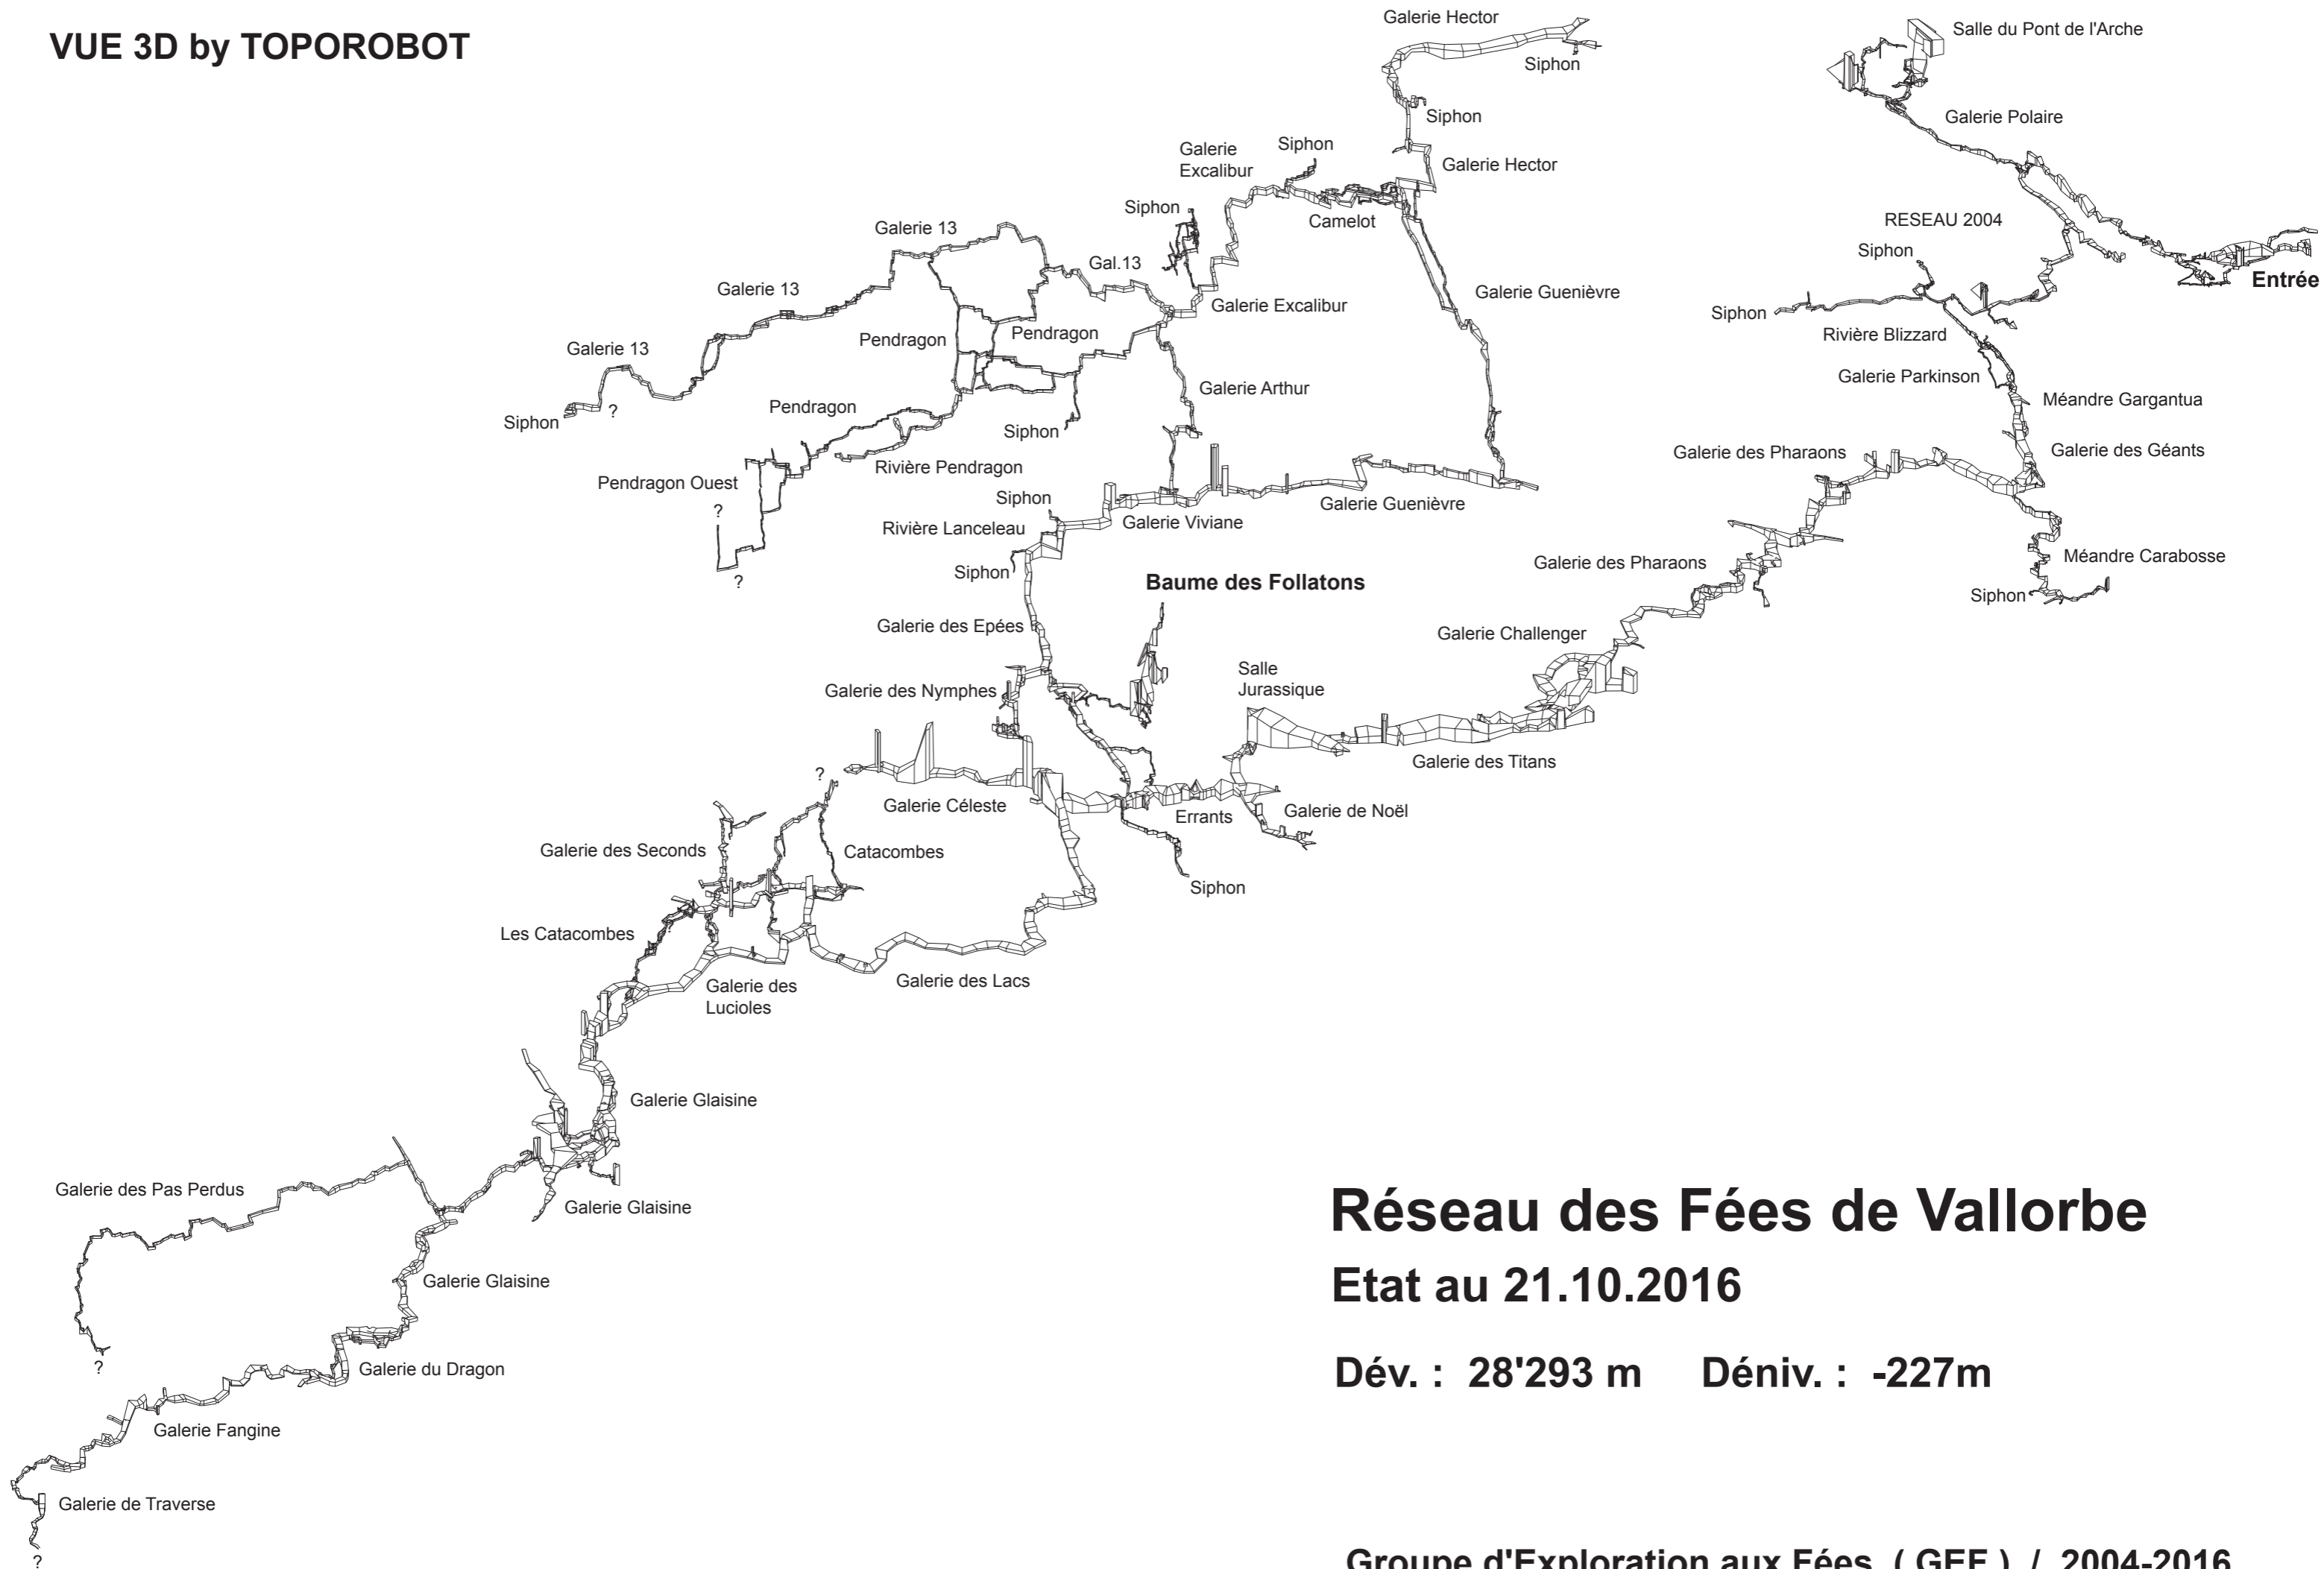 VUE 3D by TOPOROBOT
Galerie Hector
Siphon
Salle du Pont de l'Arche
Siphon
Galerie Polaire
Galerie
Excalibur
Siphon
Galerie Hector
Siphon
Camelot
RESEAU 2004
Galerie 13
Siphon
Gal.13
Entrée
Galerie 13
Galerie Excalibur
Galerie Guenièvre
Siphon
Pendragon
Pendragon
Rivière Blizzard
Galerie 13
Galerie Parkinson
Galerie Arthur
Méandre Gargantua
Siphon
?
Pendragon
Siphon
Galerie des Pharaons
Galerie des Géants
Rivière Pendragon
Pendragon Ouest
?
Siphon
Galerie Guenièvre
Rivière Lanceleau
Galerie Viviane
Siphon
?
Baume des Follatons
Galerie des Pharaons
Méandre Carabosse
Siphon
Galerie des Epées
Galerie Challenger
Salle
Jurassique
Galerie des Nymphes
Galerie des Titans
?
Galerie Céleste
Errants
Galerie de Noël
Galerie des Seconds
Catacombes
Siphon
Les Catacombes
Galerie des Lacs
Galerie des
Lucioles
Galerie Glaisine
Galerie des Pas Perdus
Galerie Glaisine
Galerie Glaisine
?
Galerie du Dragon
Galerie Fangine
Galerie de Traverse
?
Réseau des Fées de Vallorbe
Etat au 21.10.2016
Dév. : 28'293 m Déniv. : -227m
Groupe d'Exploration aux Fées ( GEF ) / 2004-2016